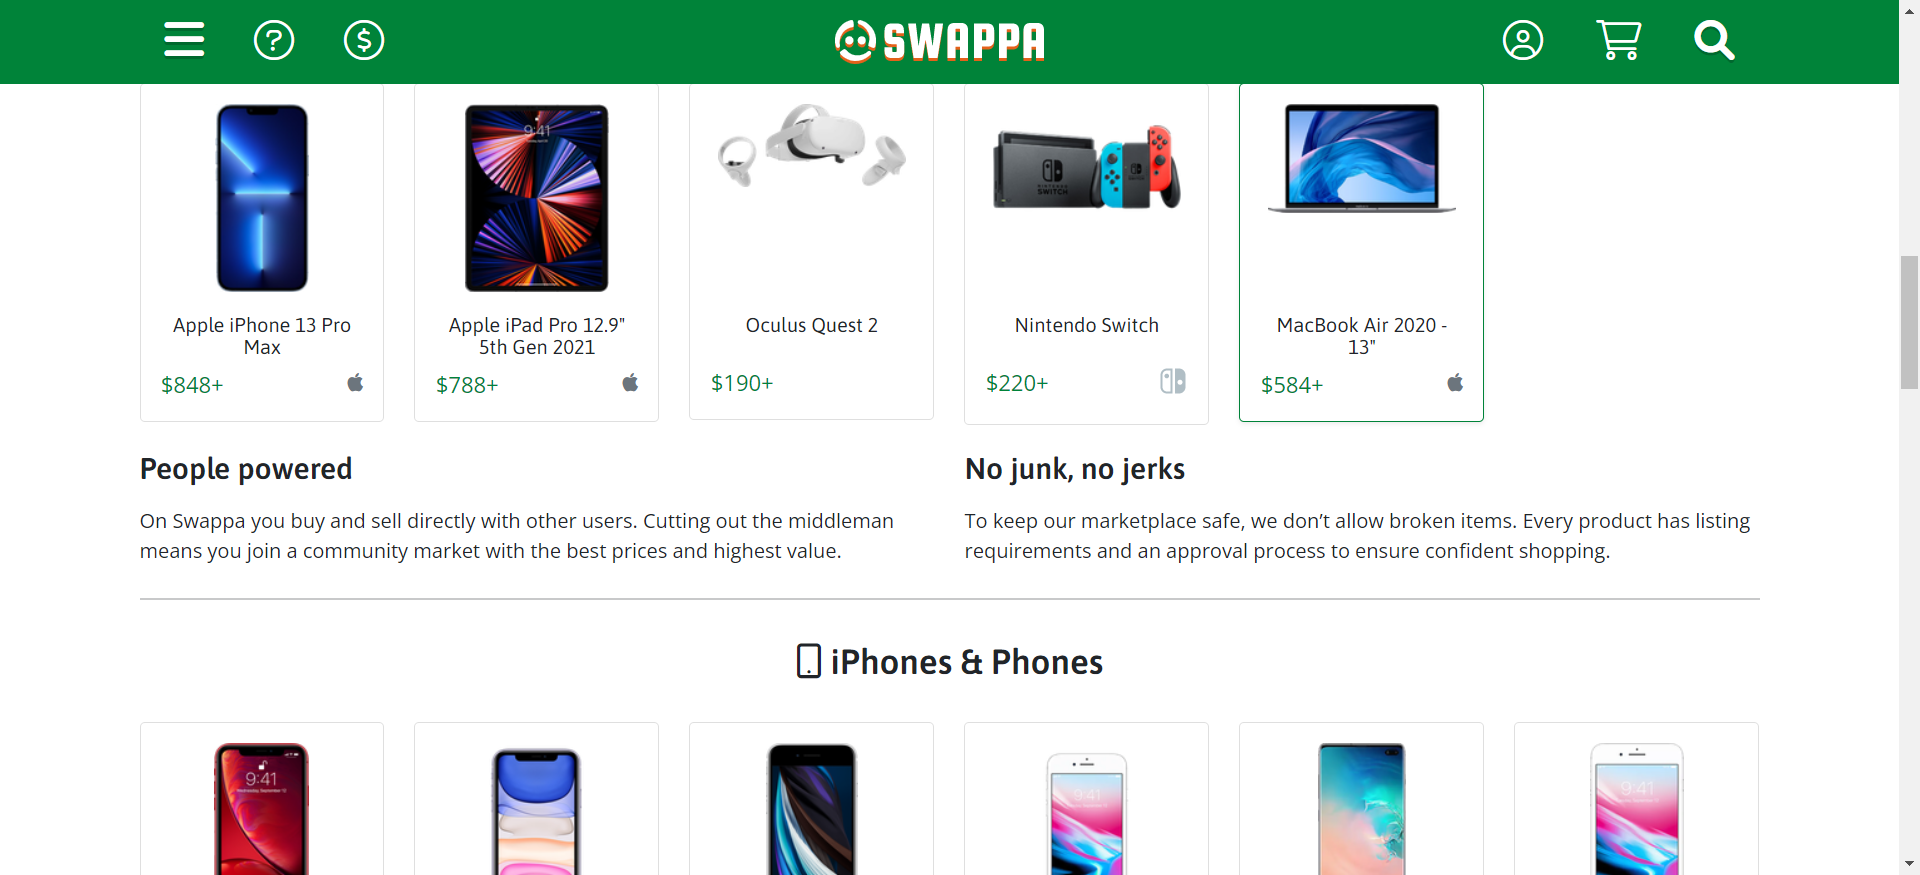 SWAPPA
9:41
NINTENDO
SWITCH
Apple iPhone 13 Pro
Max
$848+
Apple iPad Pro 12.9"
5th Gen 2021
$788+
Oculus Quest 2
$190+
Nintendo Switch
$220+
MacBook Air 2020 -
13"
$584+
People powered
On Swappa you buy and sell directly with other users. Cutting out the middleman
means you join a community market with the best prices and highest value.
No junk, no jerks
To keep our marketplace safe, we don’t allow broken items. Every product has listing
requirements and an approval process to ensure confident shopping.
iPhones & Phones
9:41
9:41
9:41